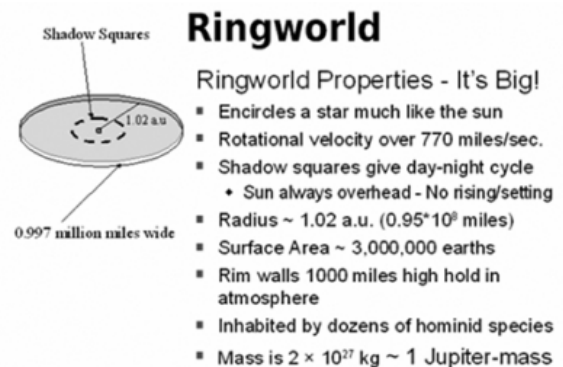 Ringworld
Shadow Squares
1.02 a.u
0.997 million miles wide
Ringworld Properties - It's Big!
▪ Encircles a star much like the sun
▪ Rotational velocity over 770 miles/sec.
▪ Shadow squares give day-night cycle
◆ Sun always overhead - No rising/setting
▪ Radius ~ 1.02 a.u. (0.95*10⁸ miles)
▪ Surface Area ~ 3,000,000 earths
▪ Rim walls 1000 miles high hold in
atmosphere
▪ Inhabited by dozens of hominid species
▪ Mass is 2 × 10²⁷ kg ~ 1 Jupiter-mass